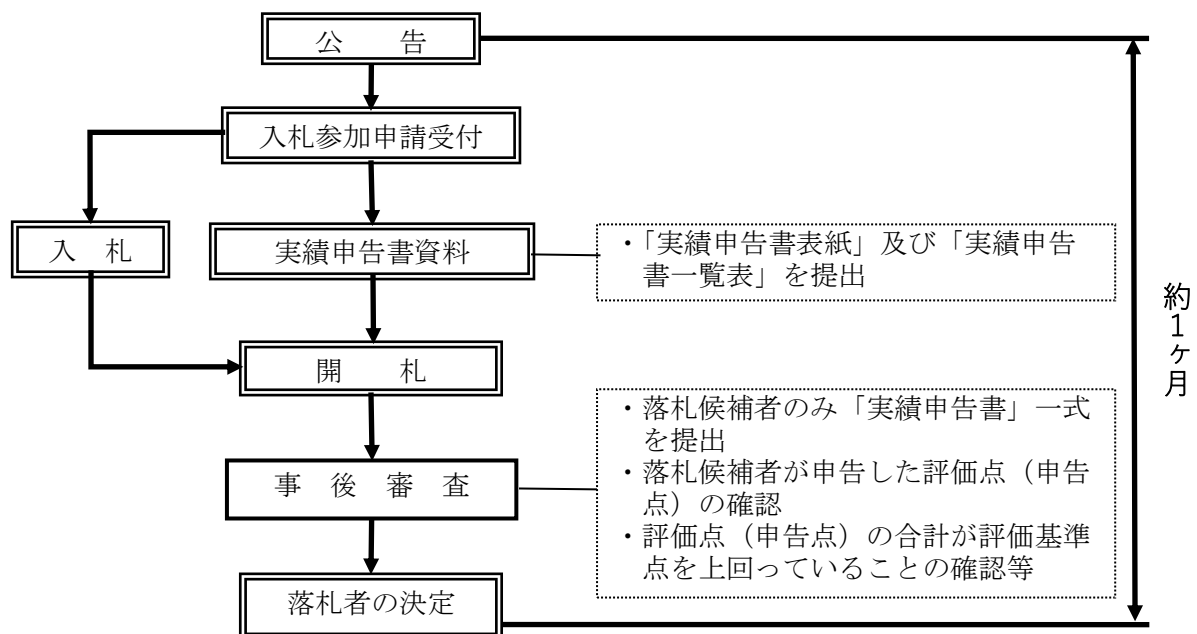 公　　告
入札参加申請受付
入　札
実績申告書資料
・「実績申告書表紙」及び「実績申告
書一覧表」を提出
開　　札
・落札候補者のみ「実績申告書」一式
を提出
・落札候補者が申告した評価点（申告
点）の確認
・評価点（申告点）の合計が評価基準
点を上回っていることの確認等
事　後　審　査
落札者の決定
約1ヶ月